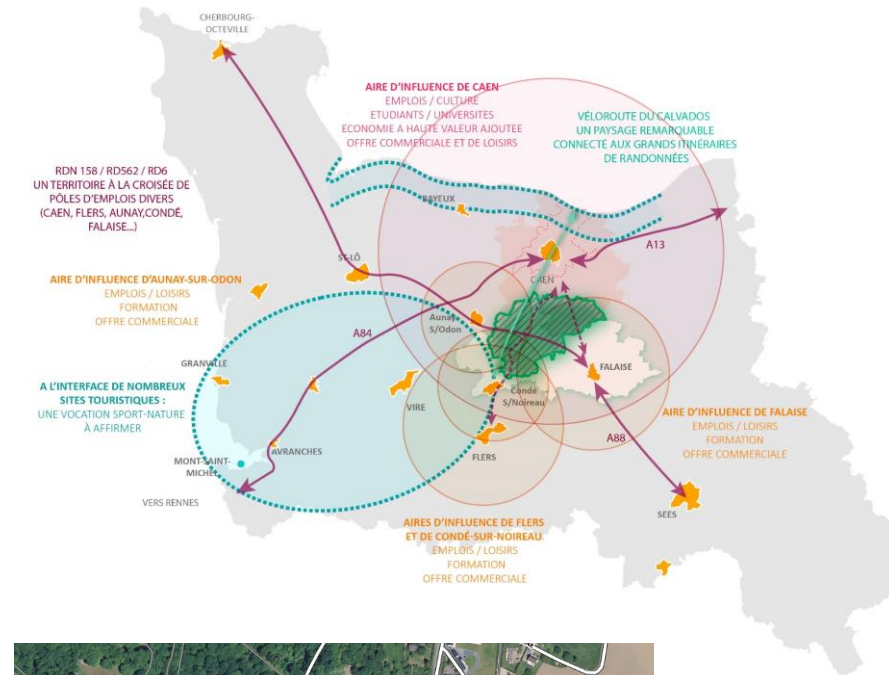 CHERBOURG-
OCTEVILLE
AIRE D'INFLUENCE DE CAEN
EMPLOIS / CULTURE
ETUDIANTS / UNIVERSITES
ECONOMIE A HAUTE VALEUR AJOUTEE
OFFRE COMMERCIALE ET DE LOISIRS
VÉLOROUTE DU CALVADOS
UN PAYSAGE REMARQUABLE
CONNECTÉ AUX GRANDS ITINÉRAIRES
DE RANDONNÉES
RDN 158 / RD562 / RD6
UN TERRITOIRE À LA CROISÉE DE
PÔLES D'EMPLOIS DIVERS
(CAEN, FLERS, AUNAY,CONDÉ,
FALAISE...)
BAYEUX
A13
CAEN
ST-LÔ
AIRE D'INFLUENCE D'AUNAY-SUR-ODON
EMPLOIS / LOISIRS
FORMATION
OFFRE COMMERCIALE
Aunay
S/Odon
A84
GRANVILLE
FALAISE
A L'INTERFACE DE NOMBREUX
SITES TOURISTIQUES :
UNE VOCATION SPORT-NATURE
À AFFIRMER
VIRE
Condé
S/Noireau
AIRE D'INFLUENCE DE FALAISE
EMPLOIS / LOISIRS
FORMATION
OFFRE COMMERCIALE
A88
AVRANCHES
MONT-SAINT-
MICHEL
FLERS
VERS RENNES
SEES
AIRES D'INFLUENCE DE FLERS
ET DE CONDÉ-SUR-NOIREAU
EMPLOIS / LOISIRS
FORMATION
OFFRE COMMERCIALE